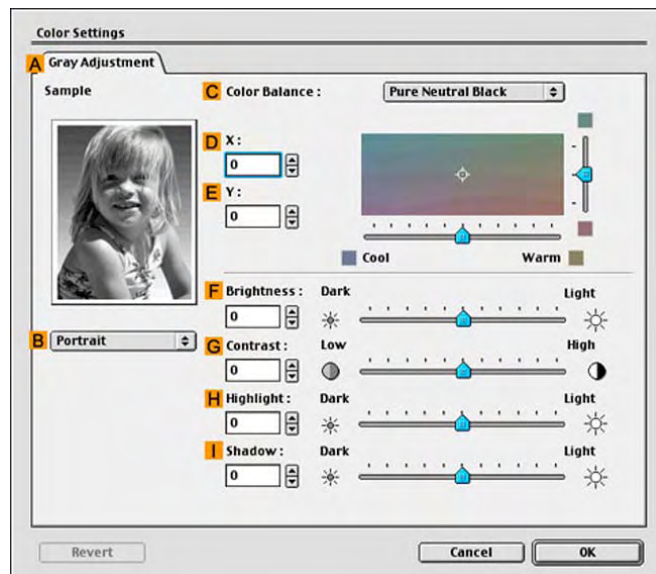 Color Settings
A Gray Adjustment
Sample
C Color Balance : Pure Neutral Black
D X :
0
E Y :
0
Cool Warm
F Brightness : Dark Light
0
B Portrait
G Contrast : Low High
0
H Highlight : Dark Light
0
I Shadow : Dark Light
0
Revert Cancel OK